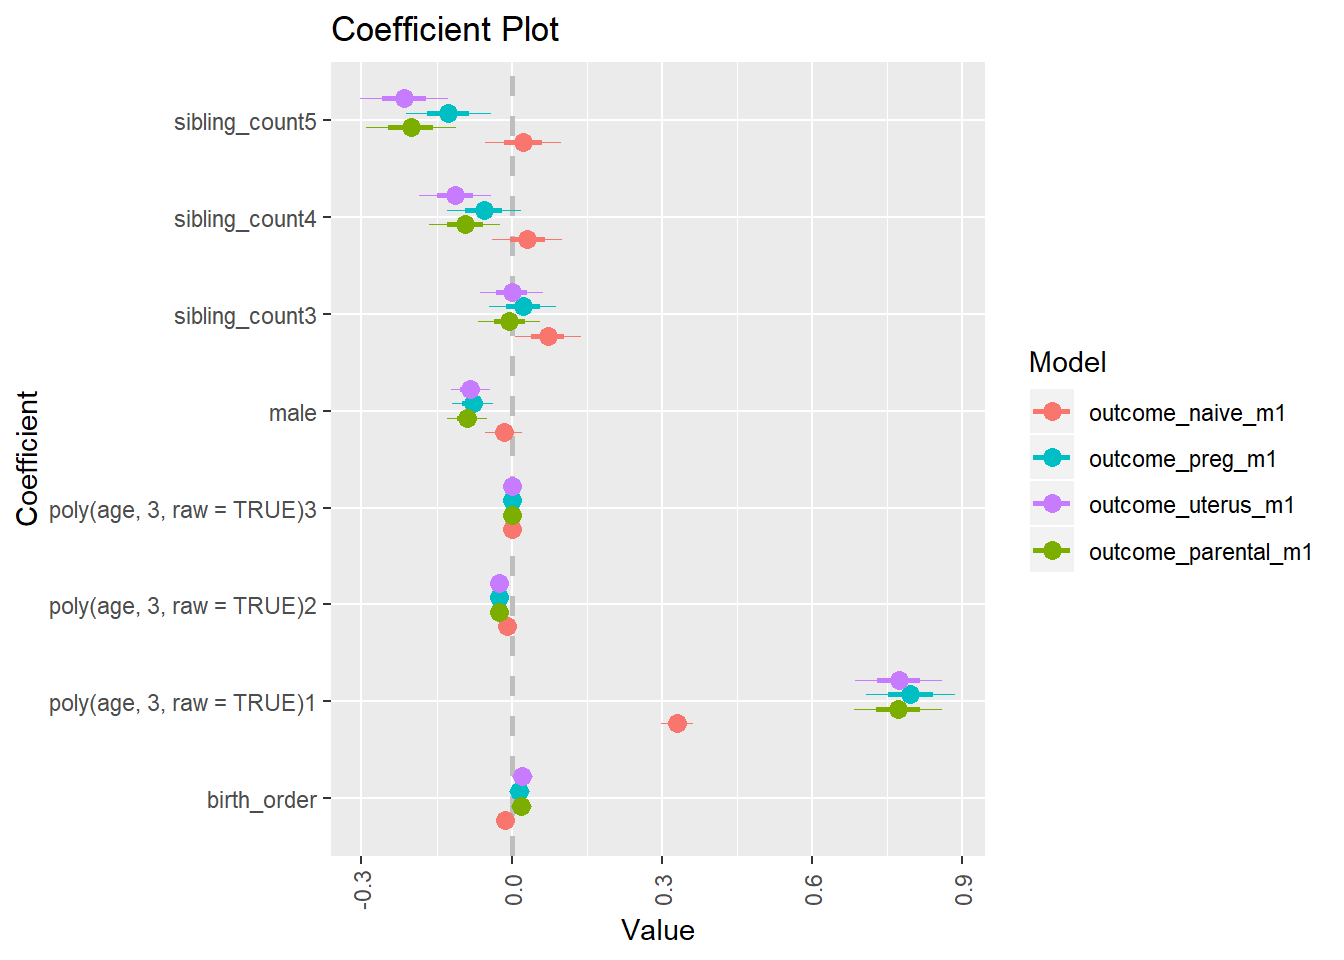 Coefficient Plot
Coefficient
sibling_count5
sibling_count4
sibling_count3
male
poly(age, 3, raw = TRUE)3
poly(age, 3, raw = TRUE)2
poly(age, 3, raw = TRUE)1
birth_order
-0.3
0.0
0.3
0.6
0.9
Value
Model
outcome_naive_m1
outcome_preg_m1
outcome_uterus_m1
outcome_parental_m1